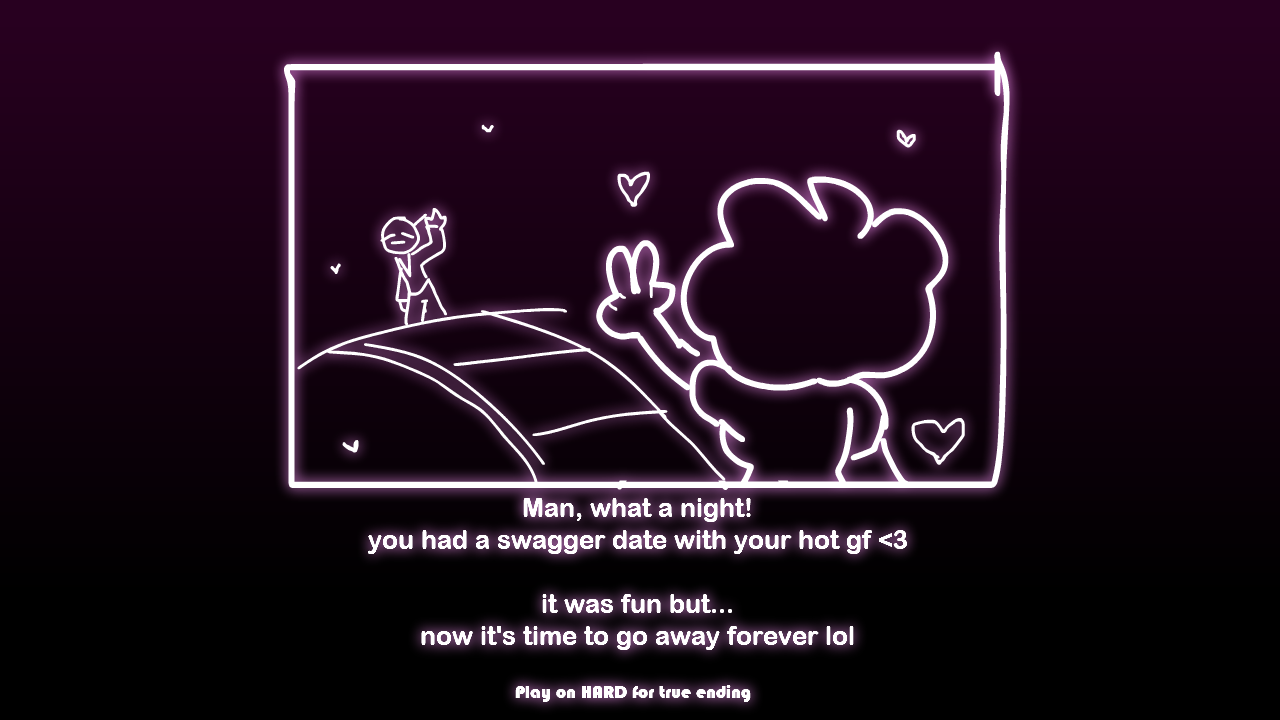 Man, what a night!
you had a swagger date with your hot gf <3
it was fun but...
now it's time to go away forever lol
Play on HARD for true ending